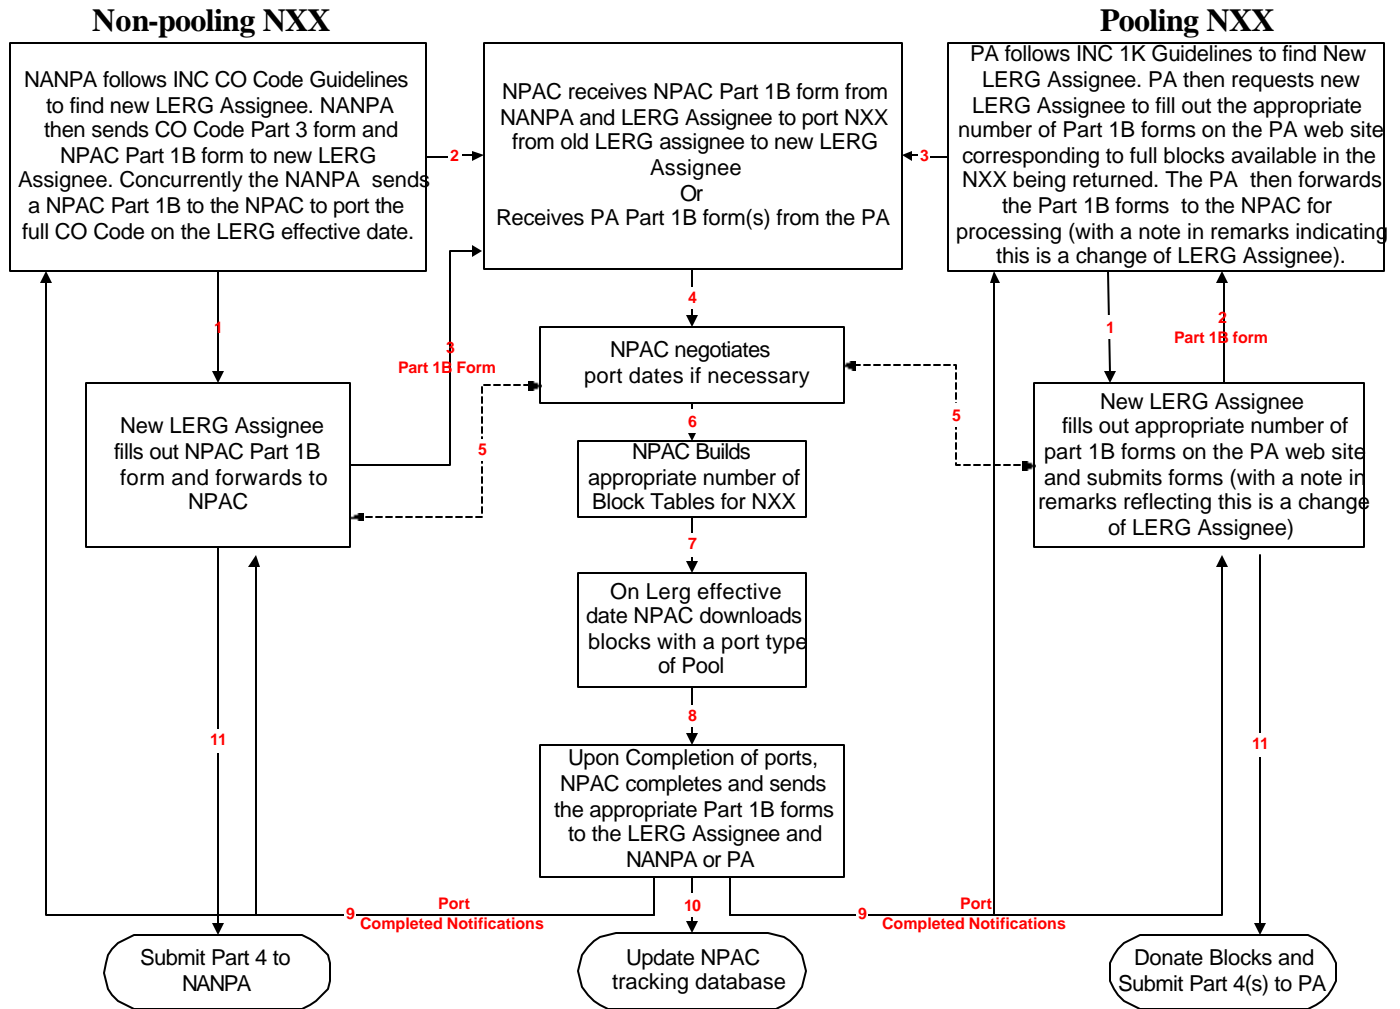 Non-pooling NXX
Pooling NXX
NANPA follows INC CO Code Guidelines
to find new LERG Assignee. NANPA
then sends CO Code Part 3 form and
NPAC Part 1B form to new LERG
Assignee. Concurrently the NANPA sends
a NPAC Part 1B to the NPAC to port the
full CO Code on the LERG effective date.
2
NPAC receives NPAC Part 1B form from
NANPA and LERG Assignee to port NXX
from old LERG assignee to new LERG
Assignee
Or
Receives PA Part 1B form(s) from the PA
3
PA follows INC 1K Guidelines to find New
LERG Assignee. PA then requests new
LERG Assignee to fill out the appropriate
number of Part 1B forms on the PA web site
corresponding to full blocks available in the
NXX being returned. The PA then forwards
the Part 1B forms to the NPAC for
processing (with a note in remarks indicating
this is a change of LERG Assignee).
1
3
Part 1B Form
4
1
2
Part 1B form
NPAC negotiates
port dates if necessary
New LERG Assignee
fills out NPAC Part 1B
form and forwards to
NPAC
5
6
5
New LERG Assignee
fills out appropriate number of
part 1B forms on the PA web site
and submits forms (with a note in
remarks reflecting this is a change
of LERG Assignee)
NPAC Builds
appropriate number of
Block Tables for NXX
7
On Lerg effective
date NPAC downloads
blocks with a port type
of Pool
8
11
11
Upon Completion of ports,
NPAC completes and sends
the appropriate Part 1B forms
to the LERG Assignee and
NANPA or PA
9
Port
Completed Notifications
10
9
Port
Completed Notifications
Submit Part 4 to
NANPA
Update NPAC
tracking database
Donate Blocks and
Submit Part 4(s) to PA